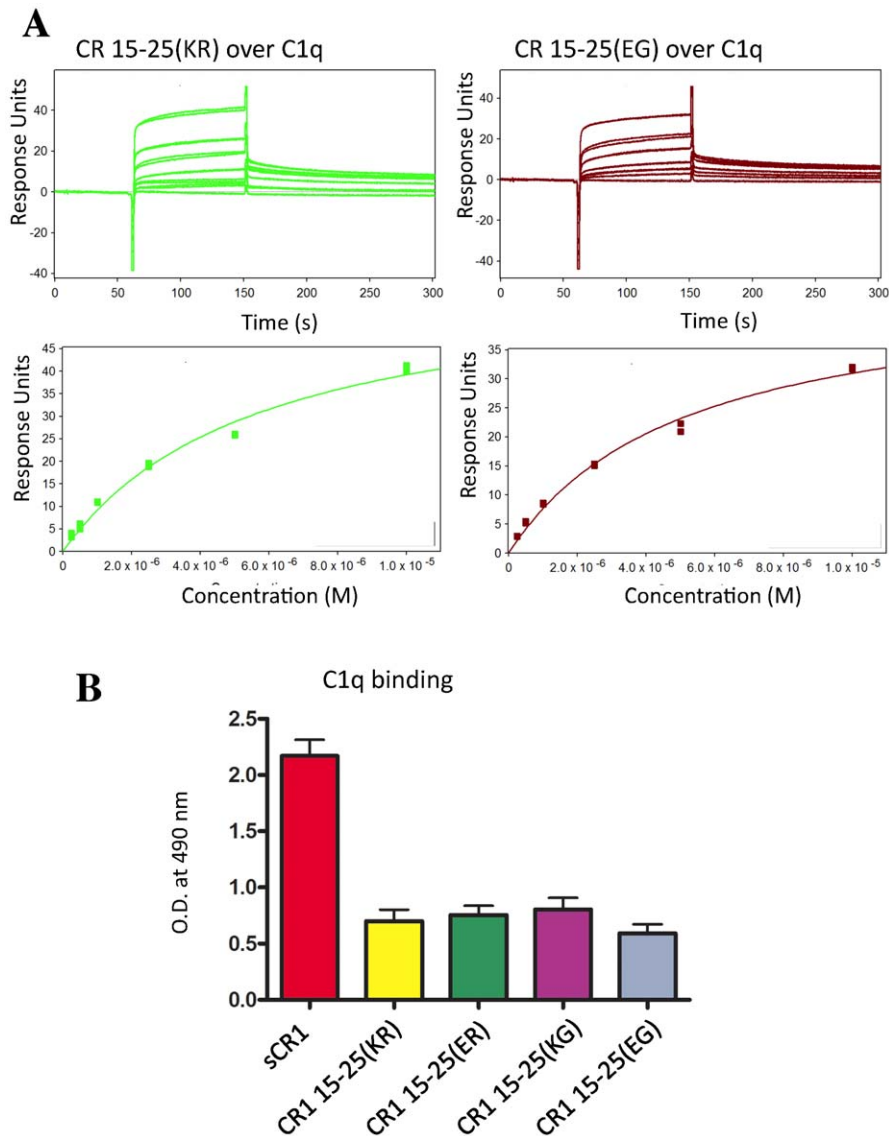 A
CR 15-25(KR) over C1q
CR 15-25(EG) over C1q
Response Units
40
20
0
-20
-40
0 50 100 150 200 250 300
Time (s)
Response Units
40
20
0
-20
-40
0 50 100 150 200 250 300
Time (s)
Response Units
45
40
35
30
25
20
15
10
5
0
0 2.0 x 10 -6 4.0 x 10 -6 6.0 x 10 -6 8.0 x 10 -6 1.0 x 10 -5
Concentration (M)
Response Units
35
30
25
20
15
10
5
0
0 2.0 x 10 -6 4.0 x 10 -6 6.0 x 10 -6 8.0 x 10 -6 1.0 x 10 -5
Concentration (M)
B
C1q binding
O.D. at 490 nm
2.5
2.0
1.5
1.0
0.5
0.0
sCR1
CR1 15-25(KR)
CR1 15-25(ER)
CR1 15-25(KG)
CR1 15-25(EG)